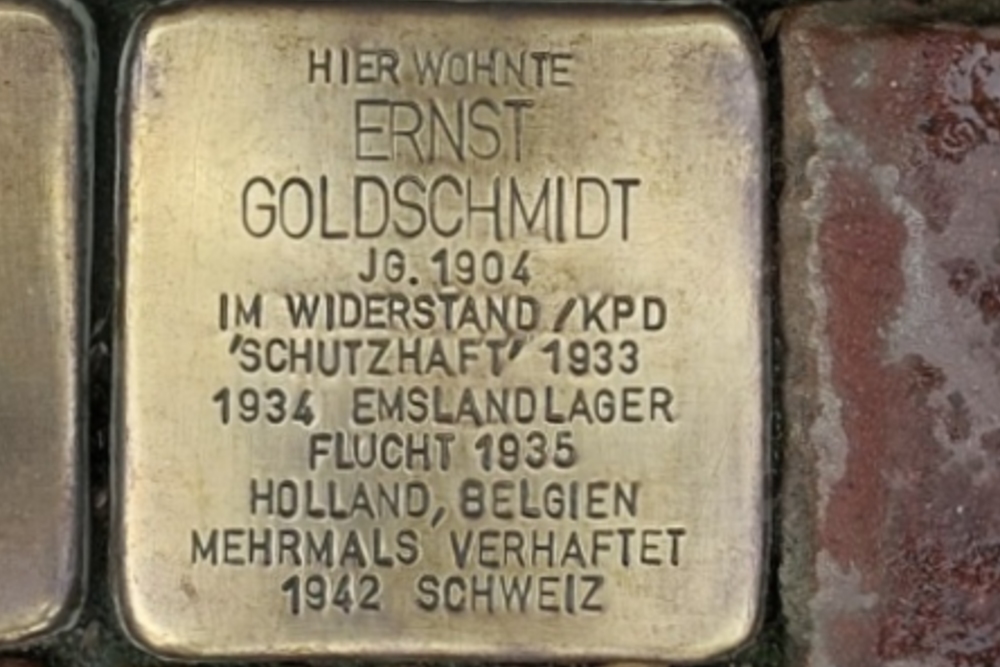 HIER WOHNTE
ERNST
GOLDSCHMIDT
JG. 1904
IM WIDERSTAND / KPD
'SCHUTZHAFT' 1933
1934 EMSLANDLAGER
FLUCHT 1935
HOLLAND, BELGIEN
MEHRMALS VERHAFTET
1942 SCHWEIZ